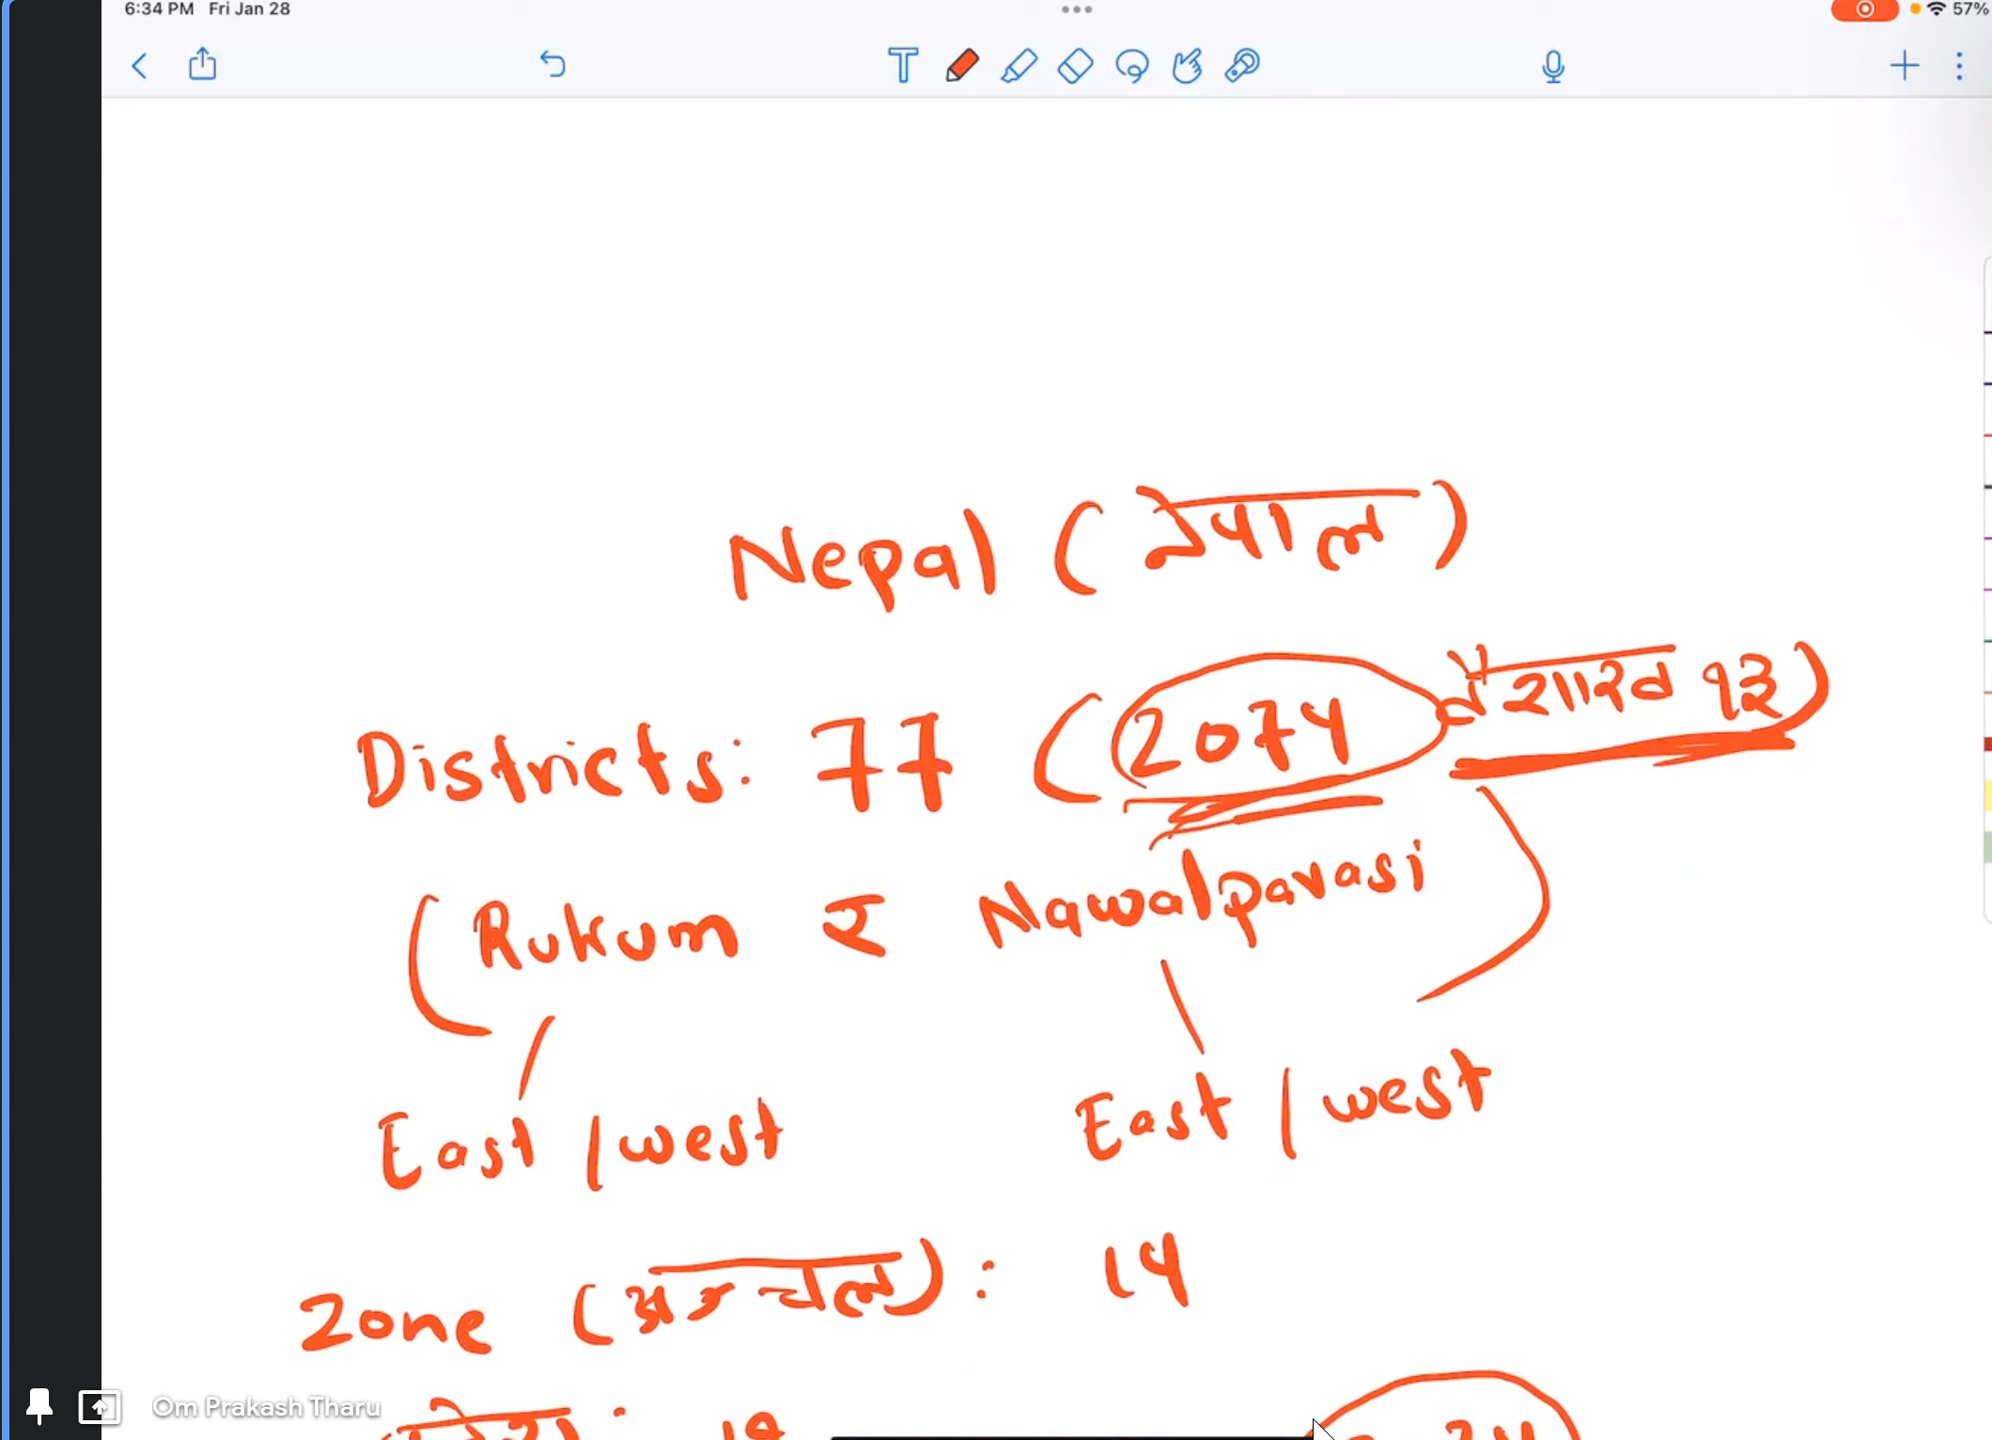 6:34 PM Fri Jan 28
57%
Nepal (नेपाल)
Districts: 77 (2074 वैशाख १३)
(Rukum र Nawalparasi
East / west East / west
Zone (अञ्चल): 14
Om Prakash Tharu